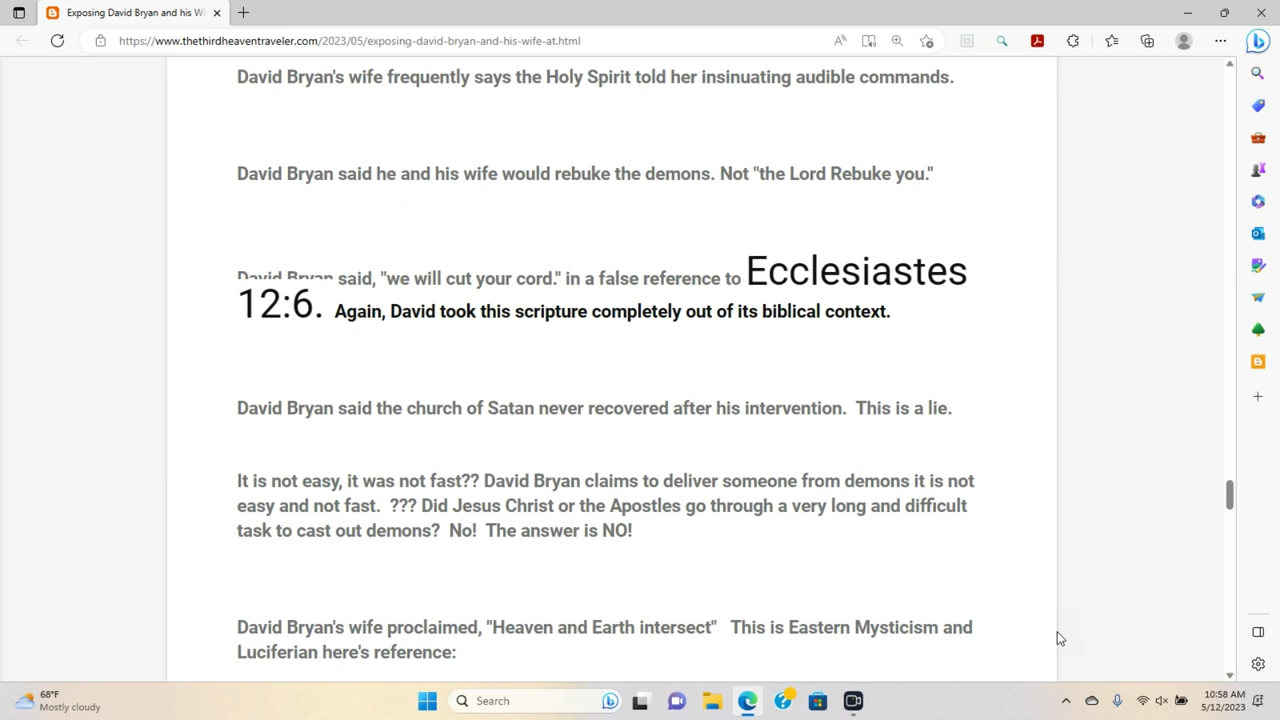 Exposing David Bryan and his Wi
https://www.thethirdheaventraveler.com/2023/05/exposing-david-bryan-and-his-wife-at.html
David Bryan's wife frequently says the Holy Spirit told her insinuating audible commands.
David Bryan said he and his wife would rebuke the demons. Not "the Lord Rebuke you."
David Bryan said, "we will cut your cord." in a false reference to Ecclesiastes
12:6. Again, David took this scripture completely out of its biblical context.
David Bryan said the church of Satan never recovered after his intervention. This is a lie.
It is not easy, it was not fast?? David Bryan claims to deliver someone from demons it is not
easy and not fast. ??? Did Jesus Christ or the Apostles go through a very long and difficult
task to cast out demons? No! The answer is NO!
David Bryan's wife proclaimed, "Heaven and Earth intersect" This is Eastern Mysticism and
Luciferian here's reference:
68°F
Mostly cloudy
Search
10:58 AM
5/12/2023